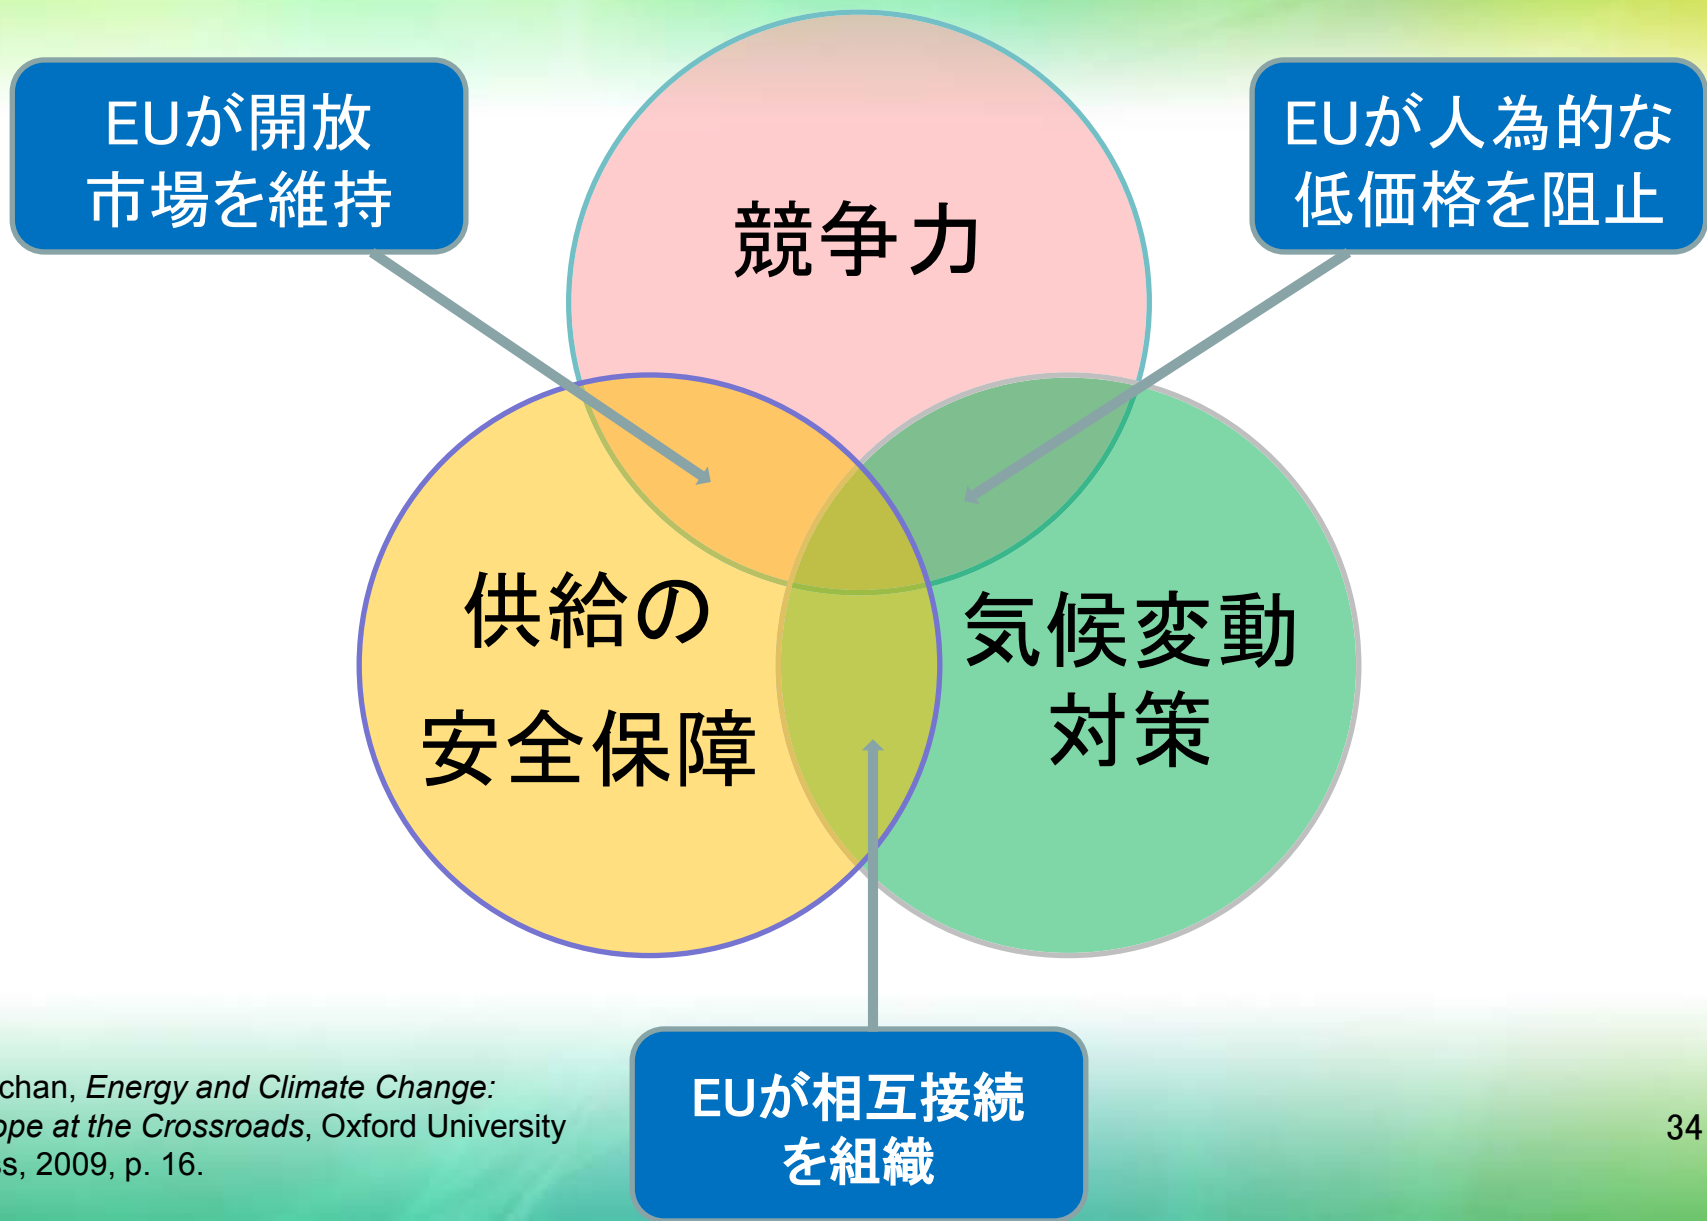 EUが開放
市場を維持
EUが人為的な
低価格を阻止
競争力
供給の
安全保障
気候変動
対策
EUが相互接続
を組織
chan, Energy and Climate Change:
ope at the Crossroads, Oxford University
ss, 2009, p. 16.
34